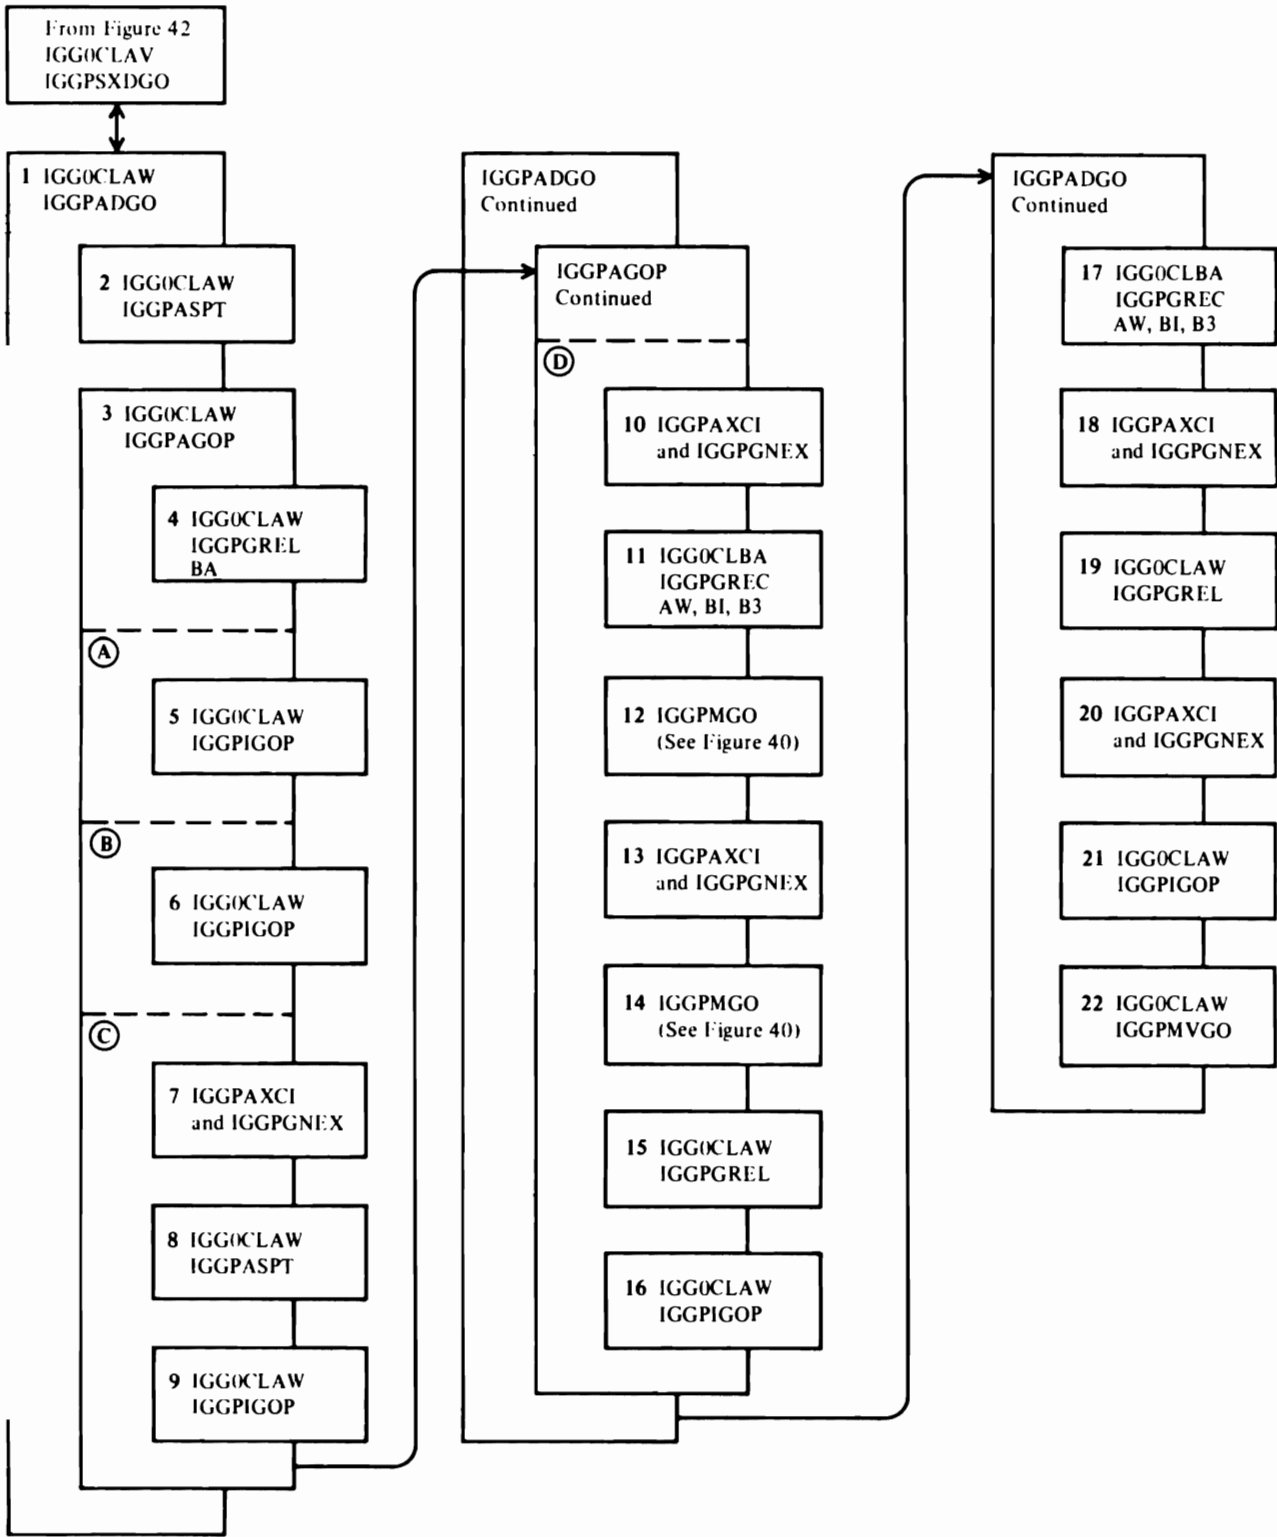 From Figure 42
IGG0CLAV
IGGPSXDGO
1 IGG0CLAW
IGGPADGO
2 IGG0CLAW
IGGPASPT
3 IGG0CLAW
IGGPAGOP
4 IGG0CLAW
IGGPGREL
BA
A
5 IGG0CLAW
IGGPIGOP
B
6 IGG0CLAW
IGGPIGOP
C
7 IGGPAXCI
and IGGPGNEX
8 IGG0CLAW
IGGPASPT
9 IGG0CLAW
IGGPIGOP
IGGPADGO
Continued
IGGPAGOP
Continued
D
10 IGGPAXCI
and IGGPGNEX
11 IGG0CLBA
IGGPGREC
AW, BI, B3
12 IGGPMGO
(See Figure 40)
13 IGGPAXCI
and IGGPGNEX
14 IGGPMGO
(See Figure 40)
15 IGG0CLAW
IGGPGREL
16 IGG0CLAW
IGGPIGOP
IGGPADGO
Continued
17 IGG0CLBA
IGGPGREC
AW, BI, B3
18 IGGPAXCI
and IGGPGNEX
19 IGG0CLAW
IGGPGREL
20 IGGPAXCI
and IGGPGNEX
21 IGG0CLAW
IGGPIGOP
22 IGG0CLAW
IGGPMVGO